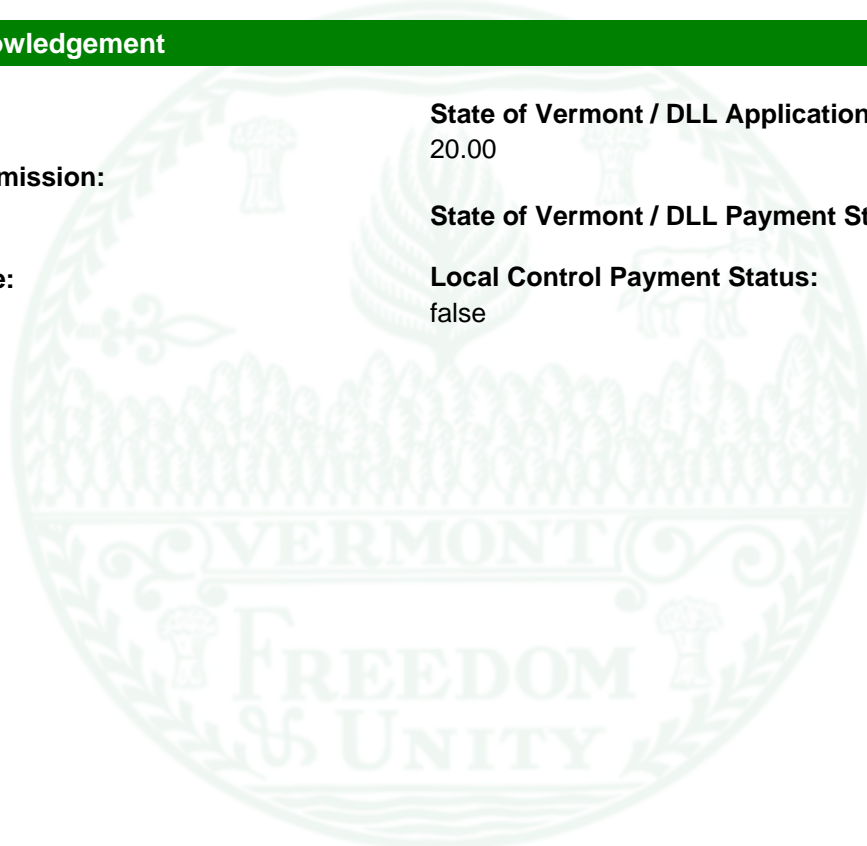 owledgement
State of Vermont / DLL Application
20.00
mission:
State of Vermont / DLL Payment St
e:
Local Control Payment Status:
false
VERMONT
FREEDOM
& UNITY